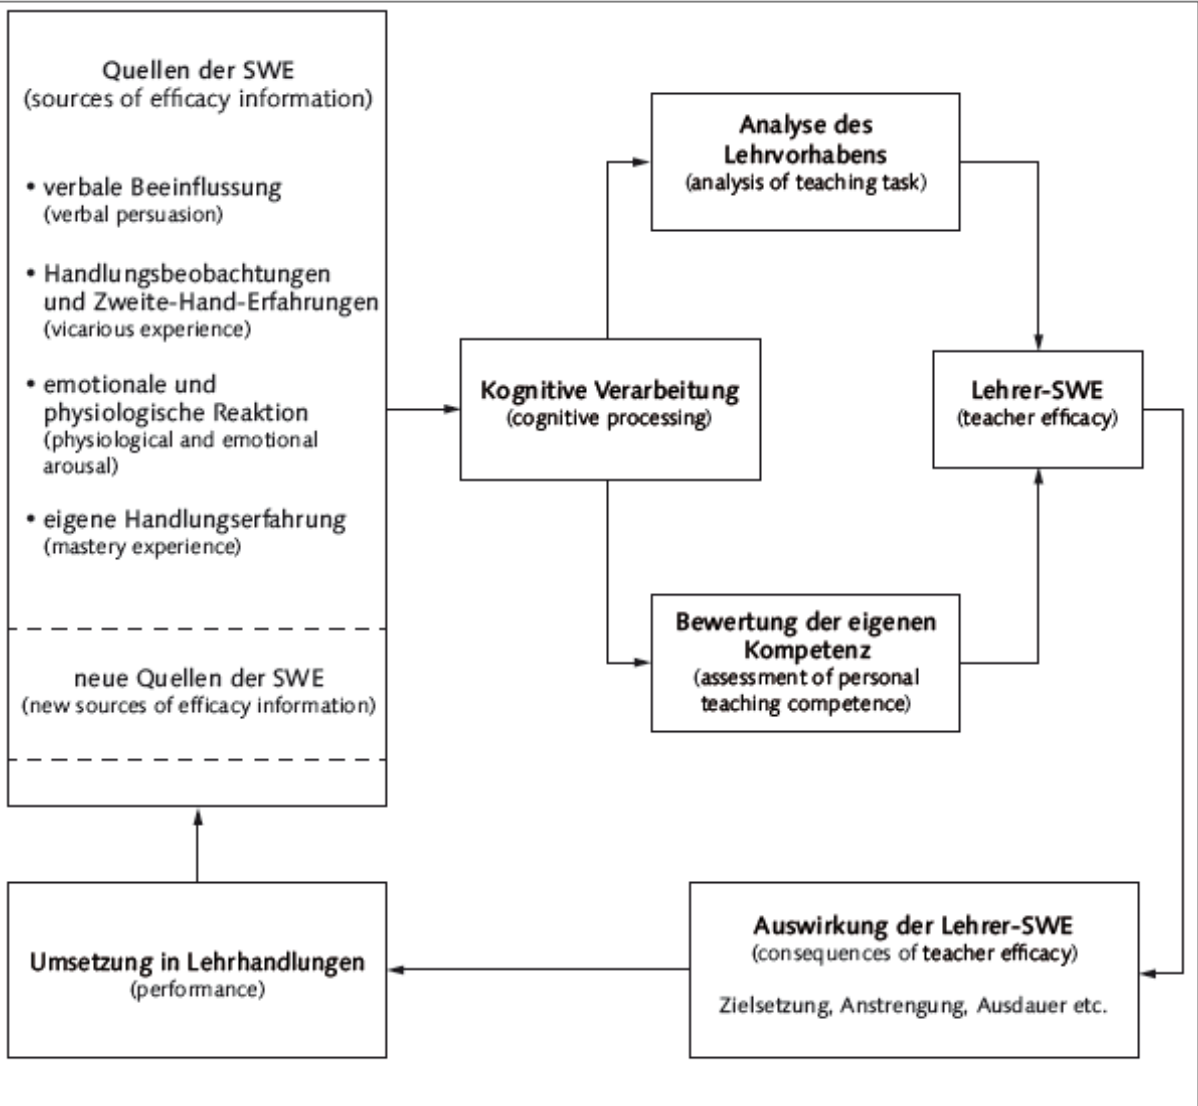 Quellen der SWE
(sources of efficacy information)
• verbale Beeinflussung
(verbal persuasion)
• Handlungsbeobachtungen
und Zweite-Hand-Erfahrungen
(vicarious experience)
• emotionale und
physiologische Reaktion
(physiological and emotional
arousal)
• eigene Handlungserfahrung
(mastery experience)
neue Quellen der SWE
(new sources of efficacy information)
Kognitive Verarbeitung
(cognitive processing)
Analyse des
Lehrvorhabens
(analysis of teaching task)
Bewertung der eigenen
Kompetenz
(assessment of personal
teaching competence)
Lehrer-SWE
(teacher efficacy)
Auswirkung der Lehrer-SWE
(consequences of teacher efficacy)
Zielsetzung, Anstrengung, Ausdauer etc.
Umsetzung in Lehrhandlungen
(performance)